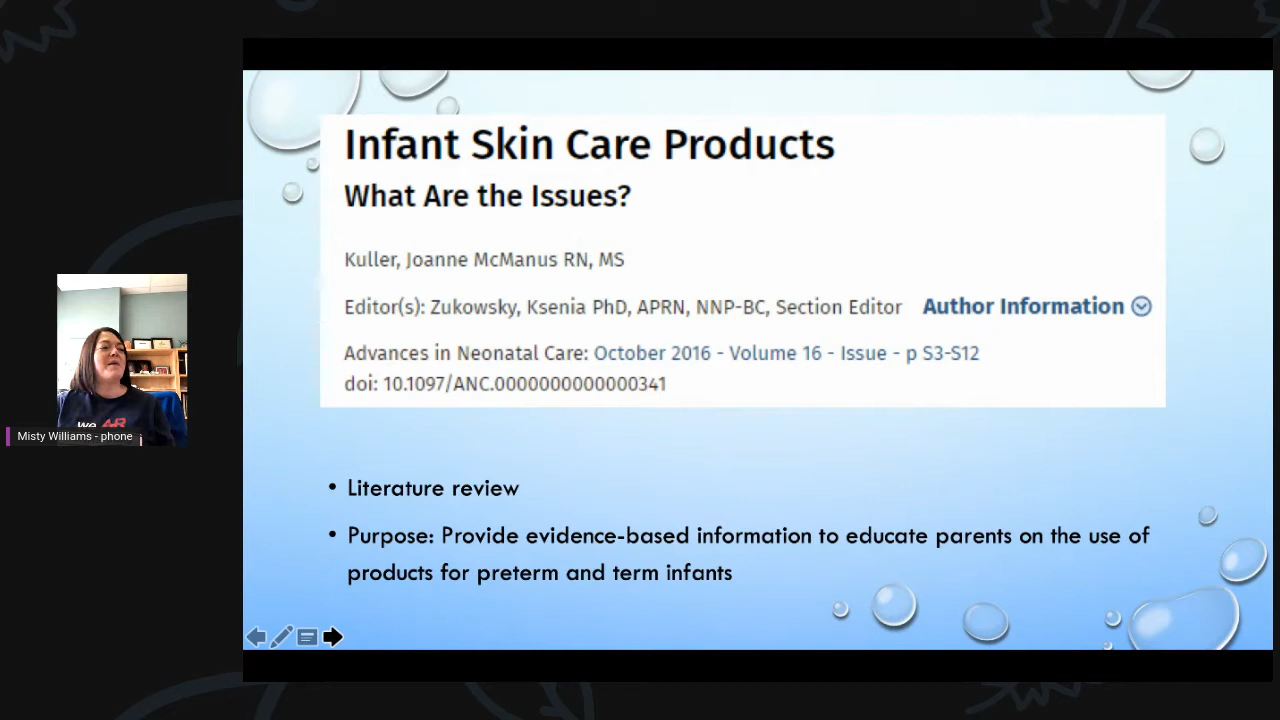 Infant Skin Care Products
What Are the Issues?
Kuller, Joanne McManus RN, MS
Editor(s): Zukowsky, Ksenia PhD, APRN, NNP-BC, Section Editor Author Information
Advances in Neonatal Care: October 2016 - Volume 16 - Issue - p S3-S12
doi: 10.1097/ANC.0000000000000341
we AR
Misty Williams - phone
• Literature review
• Purpose: Provide evidence-based information to educate parents on the use of
products for preterm and term infants